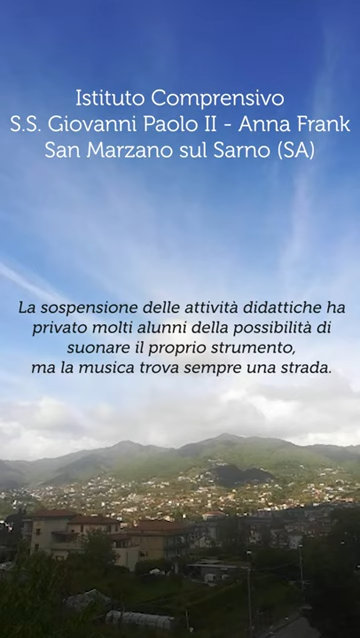 Istituto Comprensivo
S.S. Giovanni Paolo II - Anna Frank
San Marzano sul Sarno (SA)
La sospensione delle attività didattiche ha
privato molti alunni della possibilità di
suonare il proprio strumento,
ma la musica trova sempre una strada.